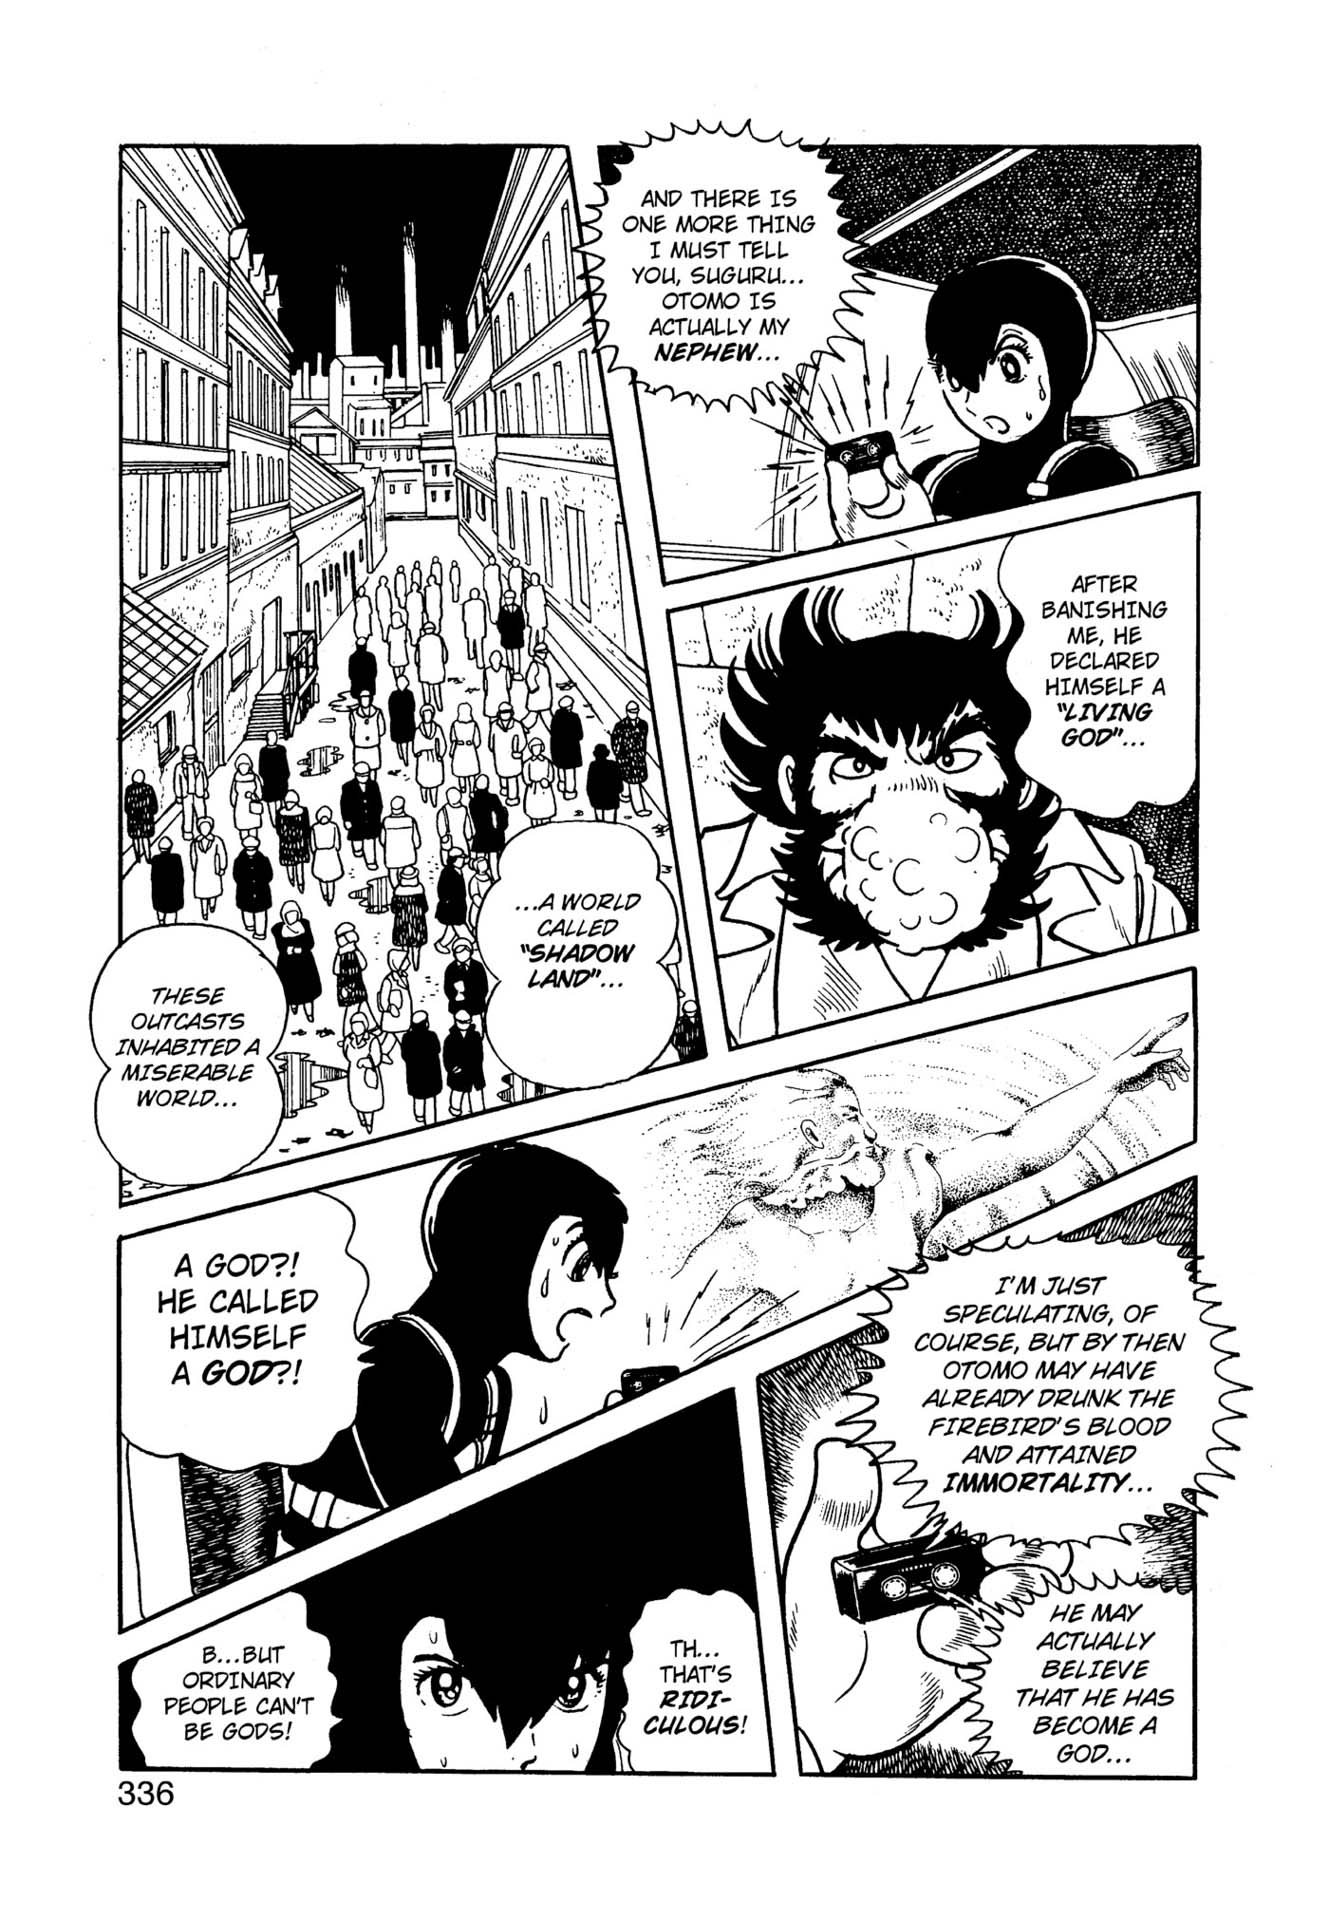 THESE
OUTCASTS
INHABITED A
MISERABLE
WORLD...
...A WORLD
CALLED
"SHADOW
LAND"...
AND THERE IS
ONE MORE THING
I MUST TELL
YOU, SUGURU...
OTOMO IS
ACTUALLY MY
NEPHEW...
AFTER
BANISHING
ME, HE
DECLARED
HIMSELF A
"LIVING
GOD"...
A GOD?!
HE CALLED
HIMSELF
A GOD?!
B...BUT
ORDINARY
PEOPLE CAN'T
BE GODS!
TH...
THAT'S
RIDI-
CULOUS!
I'M JUST
SPECULATING, OF
COURSE, BUT BY THEN
OTOMO MAY HAVE
ALREADY DRUNK THE
FIREBIRD'S BLOOD
AND ATTAINED
IMMORTALITY...
HE MAY
ACTUALLY
BELIEVE
THAT HE HAS
BECOME A
GOD...
336